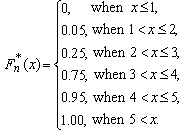 0, when x≤1,
0.05, when 1<x≤2,
0.25, when 2<x≤3,
F*n(x)= 0.75, when 3<x≤4,
0.95, when 4<x≤5,
1.00, when 5<x.